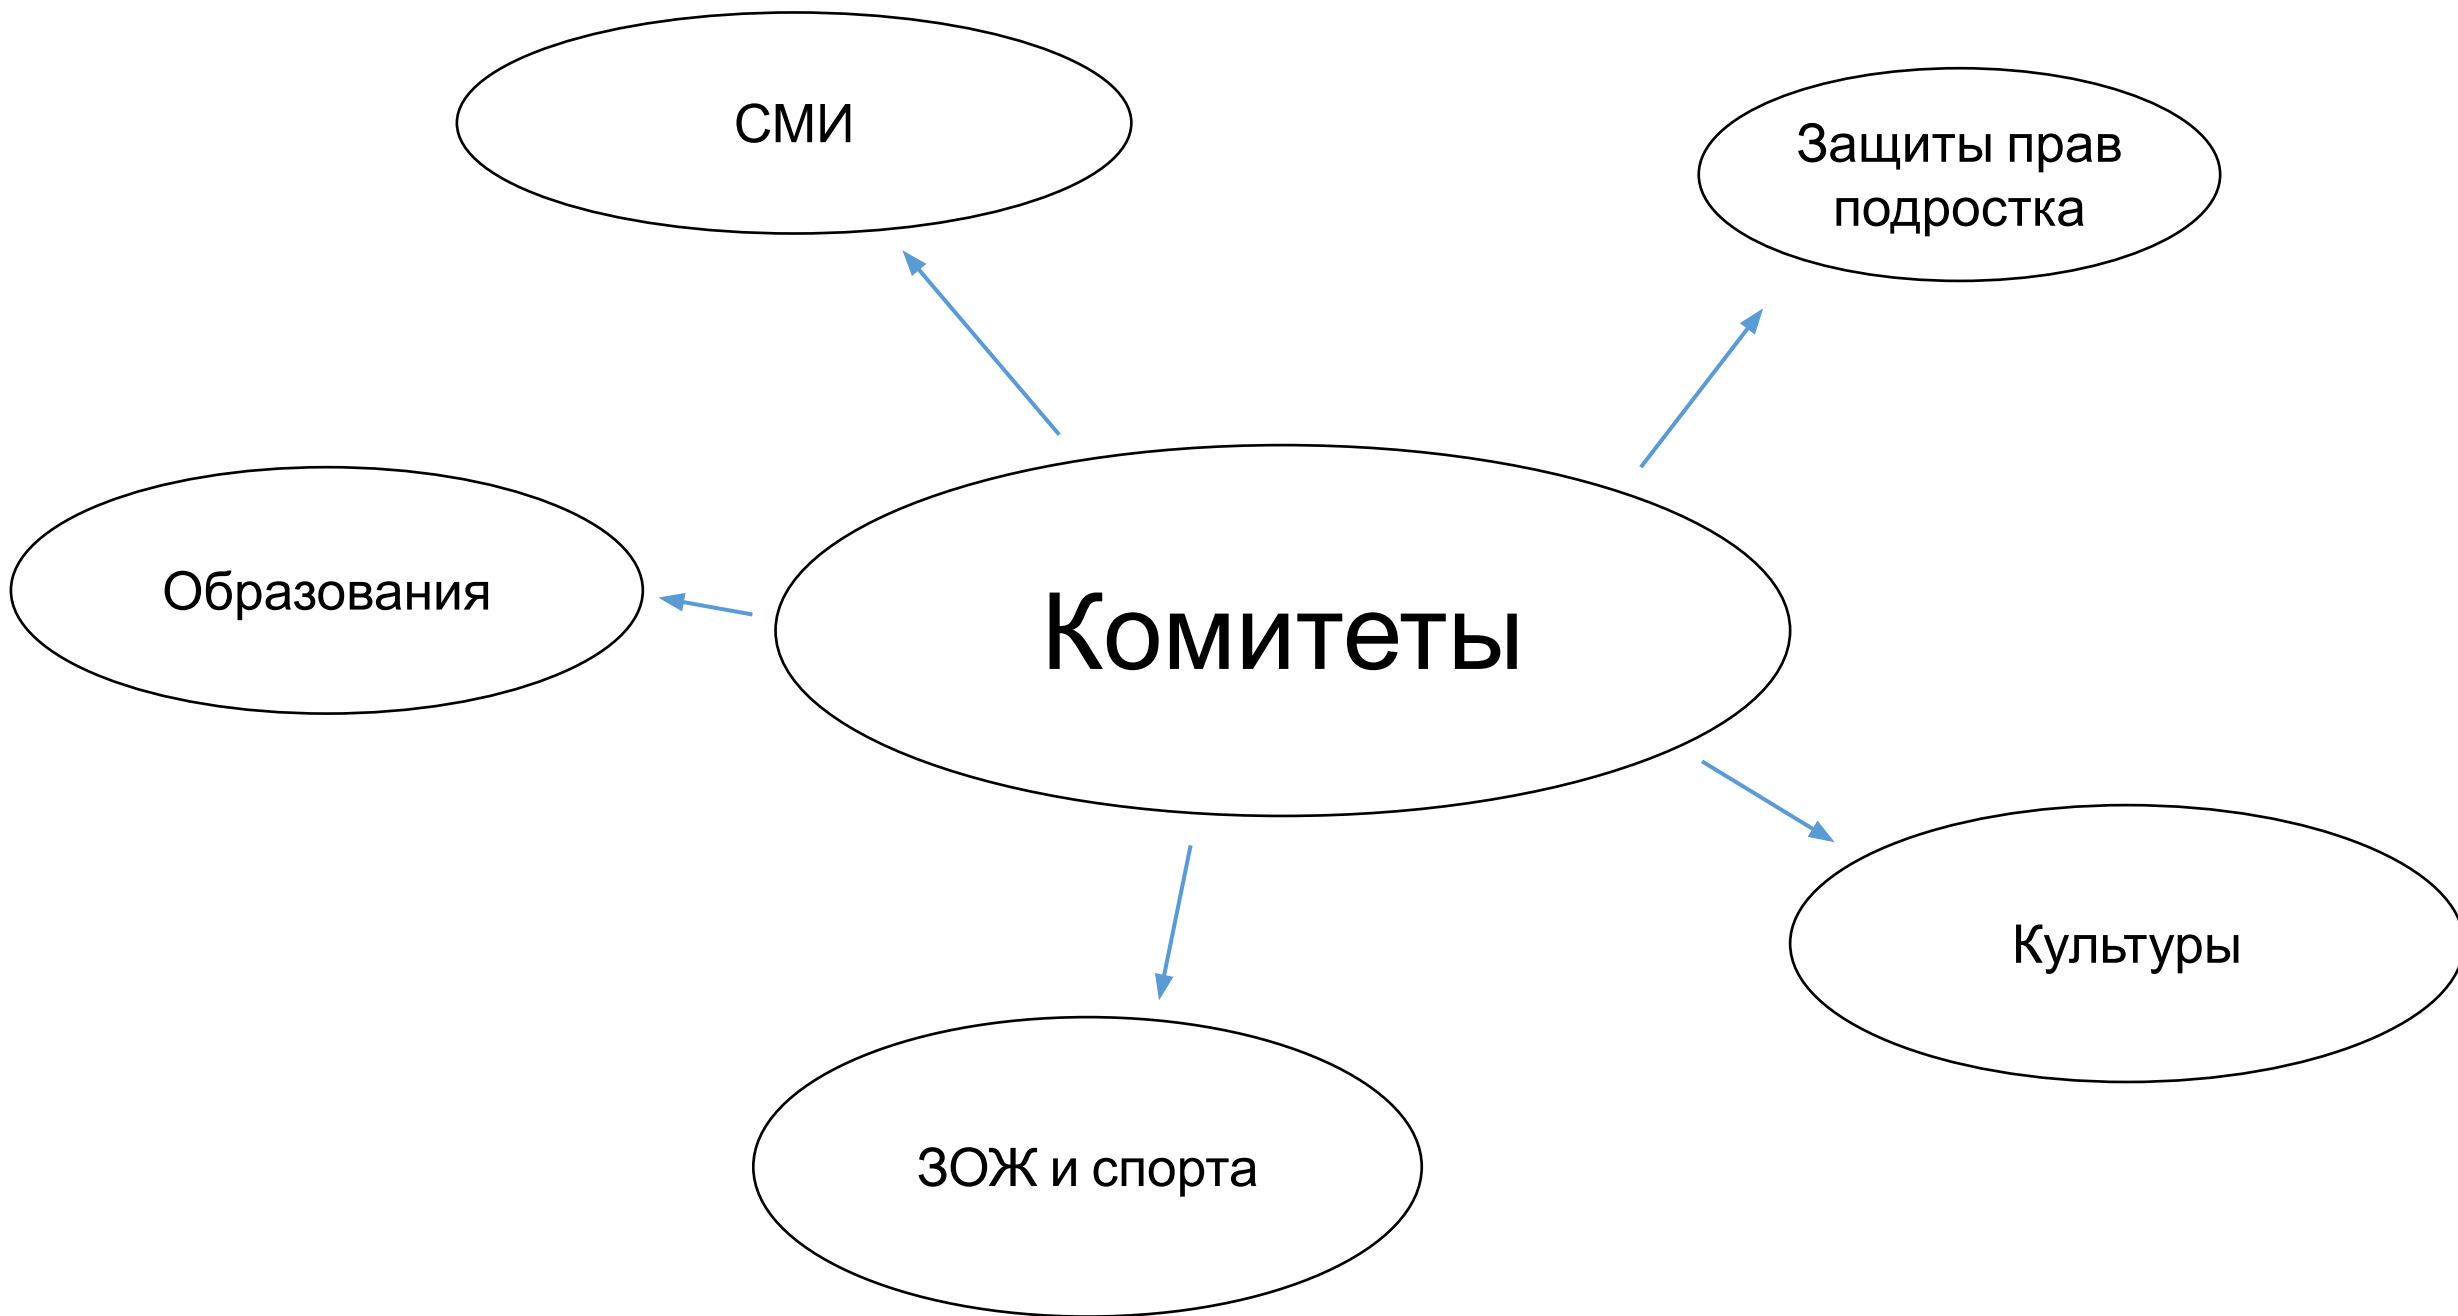 СМИ
Защиты прав
подростка
Образования
Комитеты
Культуры
ЗОЖ и спорта